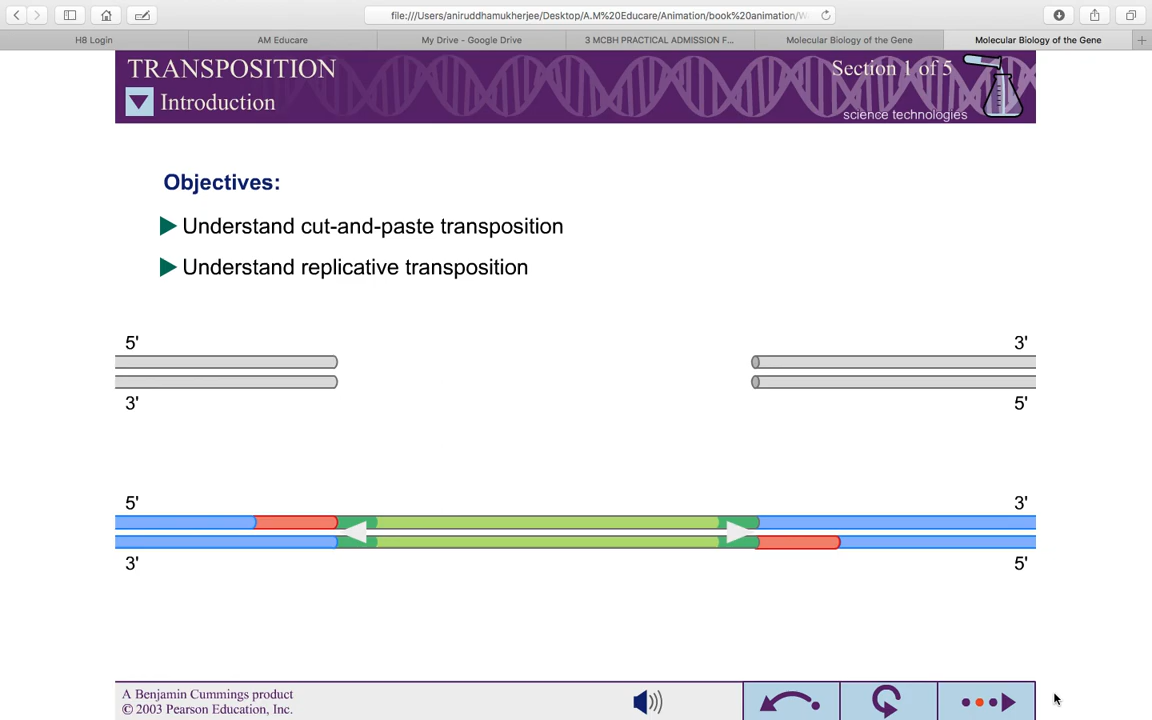 file:///Users/aniruddhamukherjee/Desktop/A.M%20Educare/Animation/book%20animation/W
H8 Login
AM Educare
My Drive - Google Drive
3 MCBH PRACTICAL ADMISSION F...
Molecular Biology of the Gene
Molecular Biology of the Gene
TRANSPOSITION
Section 1 of 5
Introduction
science technologies
Objectives:
Understand cut-and-paste transposition
Understand replicative transposition
5'
3'
3'
5'
5'
3'
3'
5'
A Benjamin Cummings product
© 2003 Pearson Education, Inc.